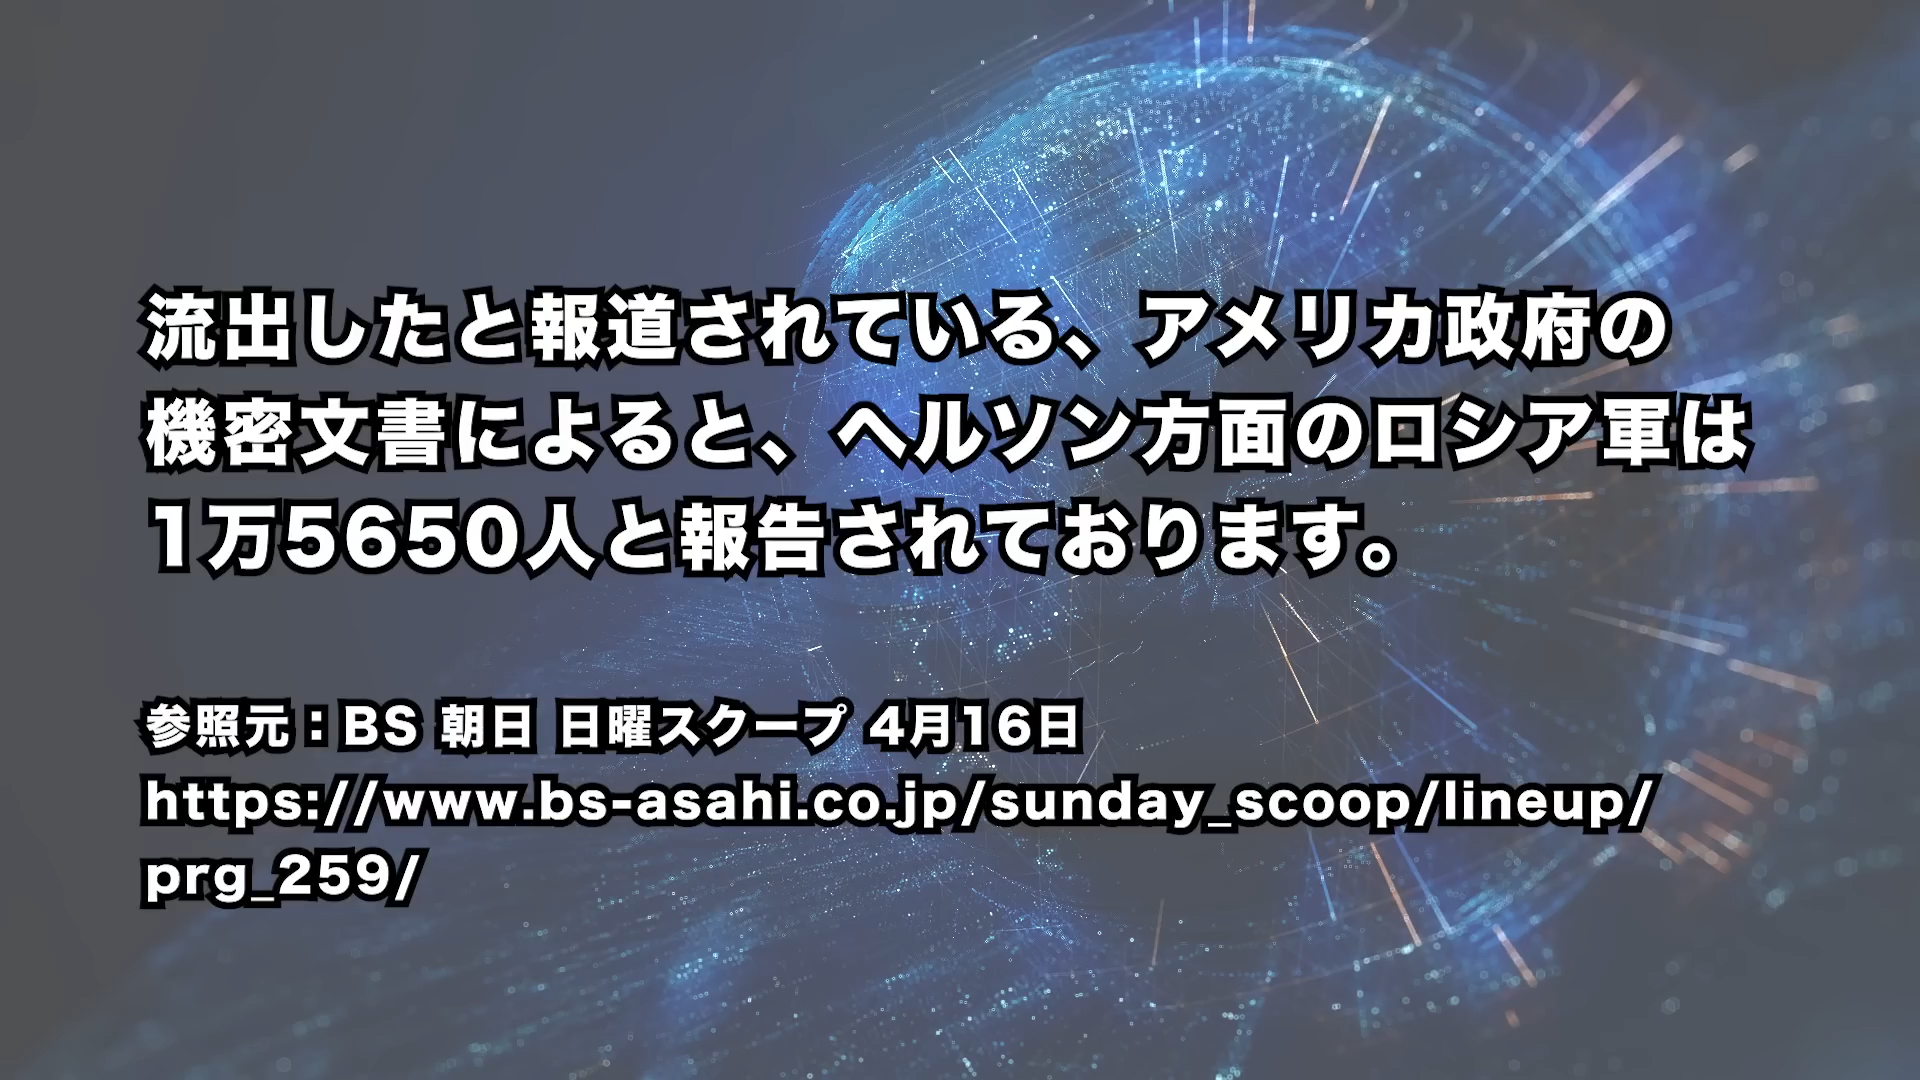 流出したと報道されている、アメリカ政府の
機密文書によると、ヘルソン方面のロシア軍は
1万5650人と報告されております。
参照元：BS 朝日 日曜スクープ 4月16日
https://www.bs-asahi.co.jp/sunday_scoop/lineup/
prg_259/